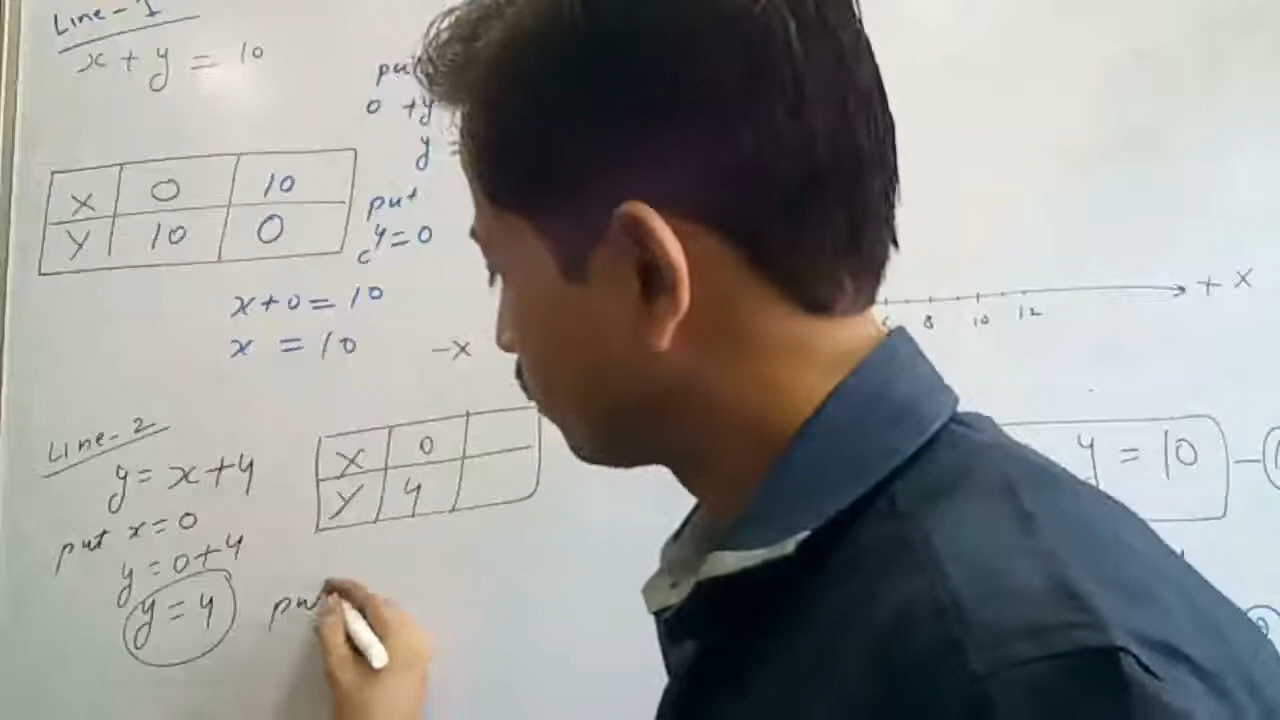 Line-1
x + y = 10
X 0 10
Y 10 0
put
0 + y
y =
put
y = 0
x + 0 = 10
x = 10
-X
6 8 10 12
+ X
Line-2
y = x + 4
X 0
Y 4
put x = 0
y = 0 + 4
y = 4
pu
y = 10 -